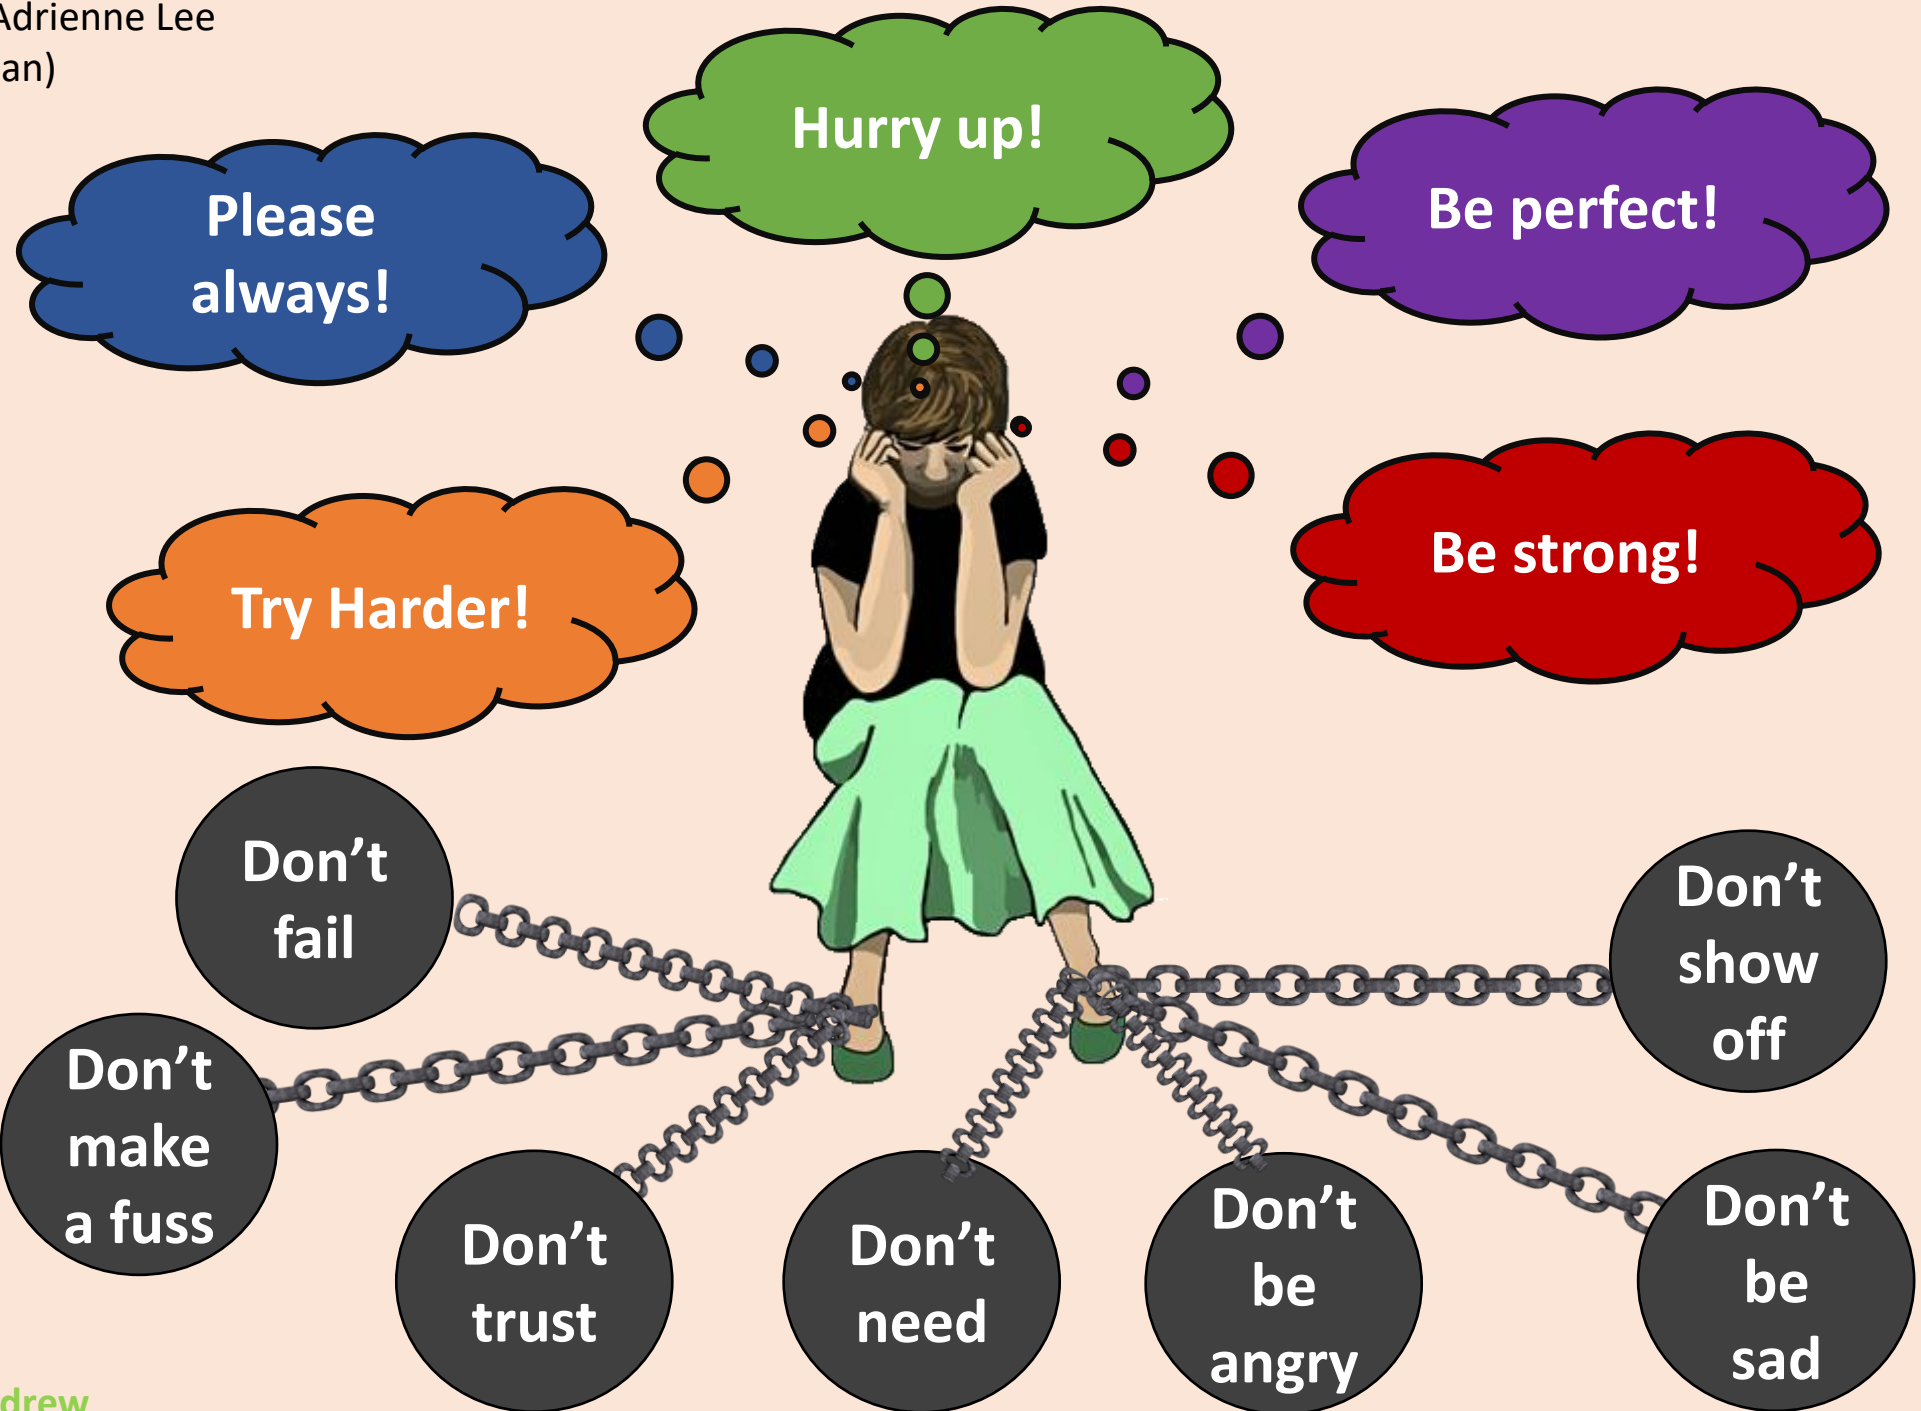 Adrienne Lee
an)
Hurry up!
Please
always!
Be perfect!
Try Harder!
Be strong!
Don't
fail
Don't
make
a fuss
Don't
trust
Don't
need
Don't
be
angry
Don't
be
sad
Don't
show
off
drew